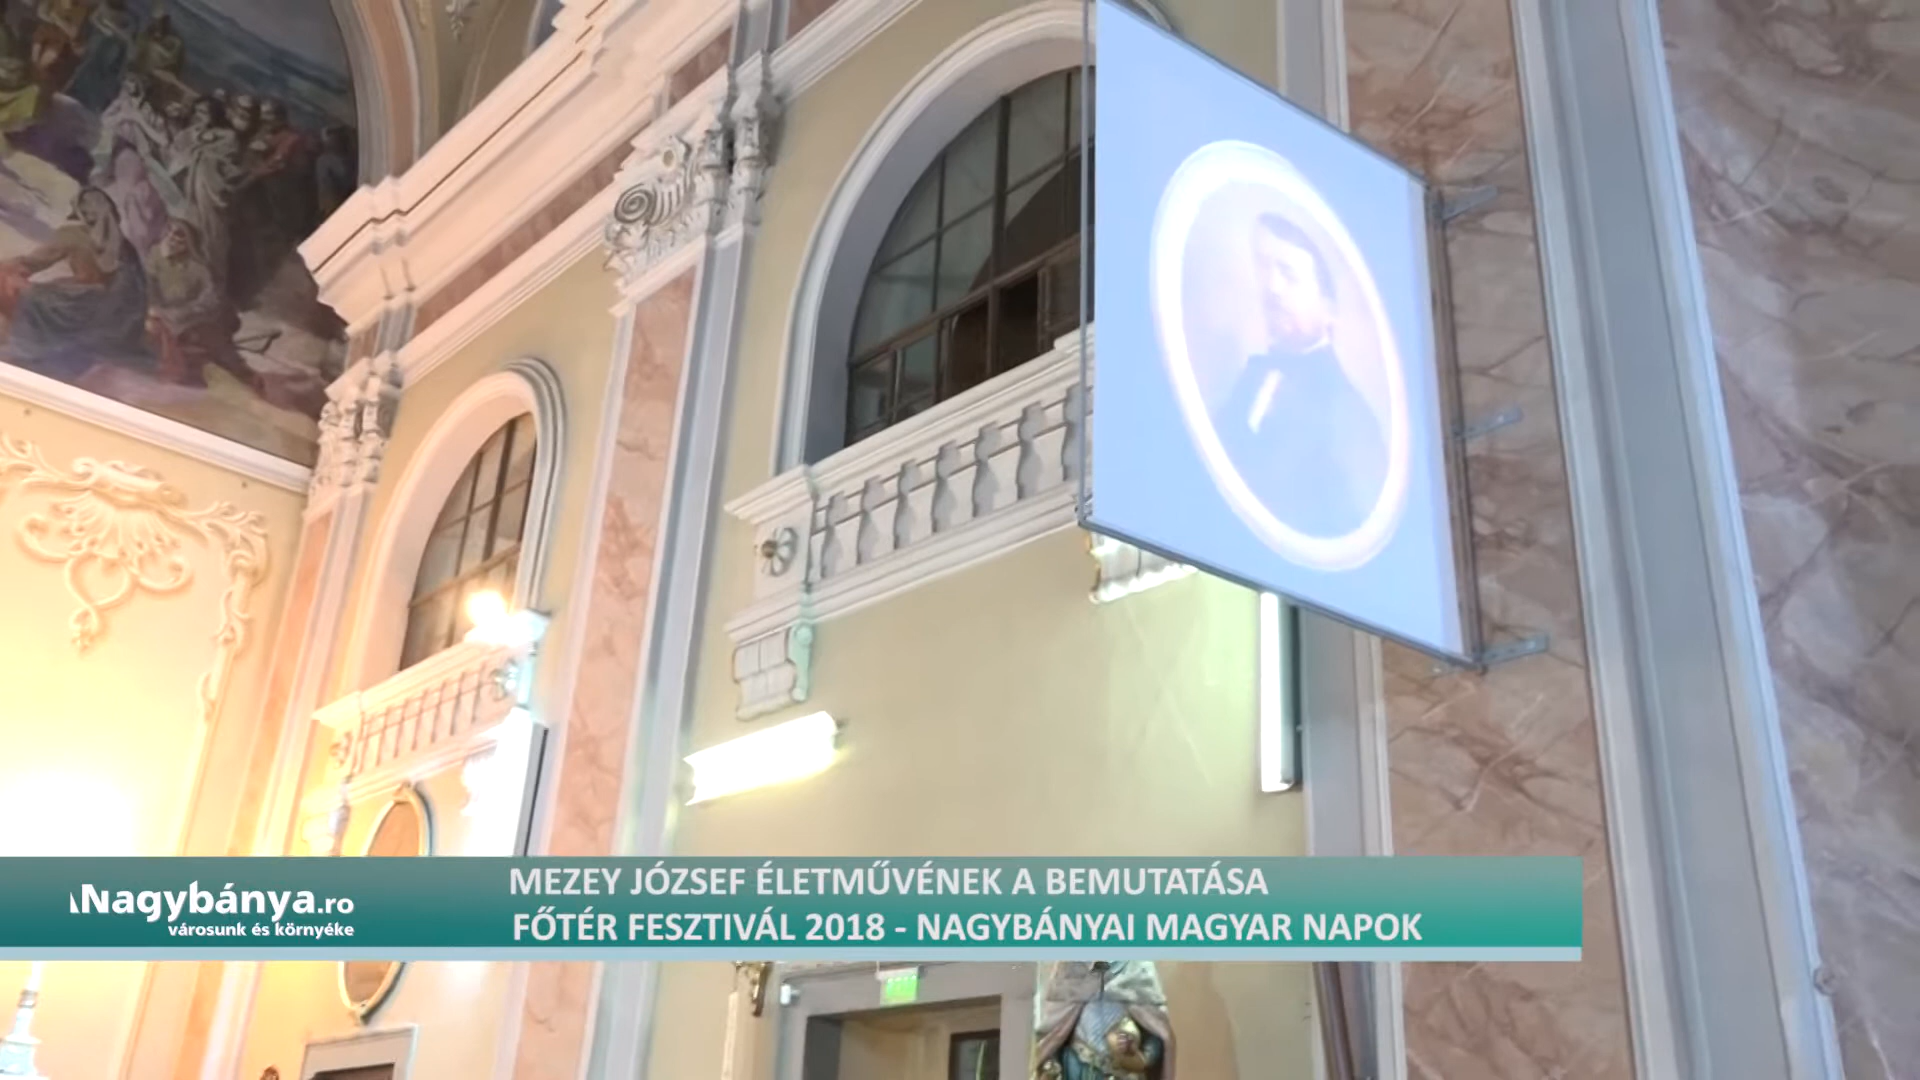 Nagybánya.ro
városunk és környéke
MEZEY JÓZSEF ÉLETMŰVÉNEK A BEMUTATÁSA
FŐTÉR FESZTIVÁL 2018 - NAGYBÁNYAI MAGYAR NAPOK